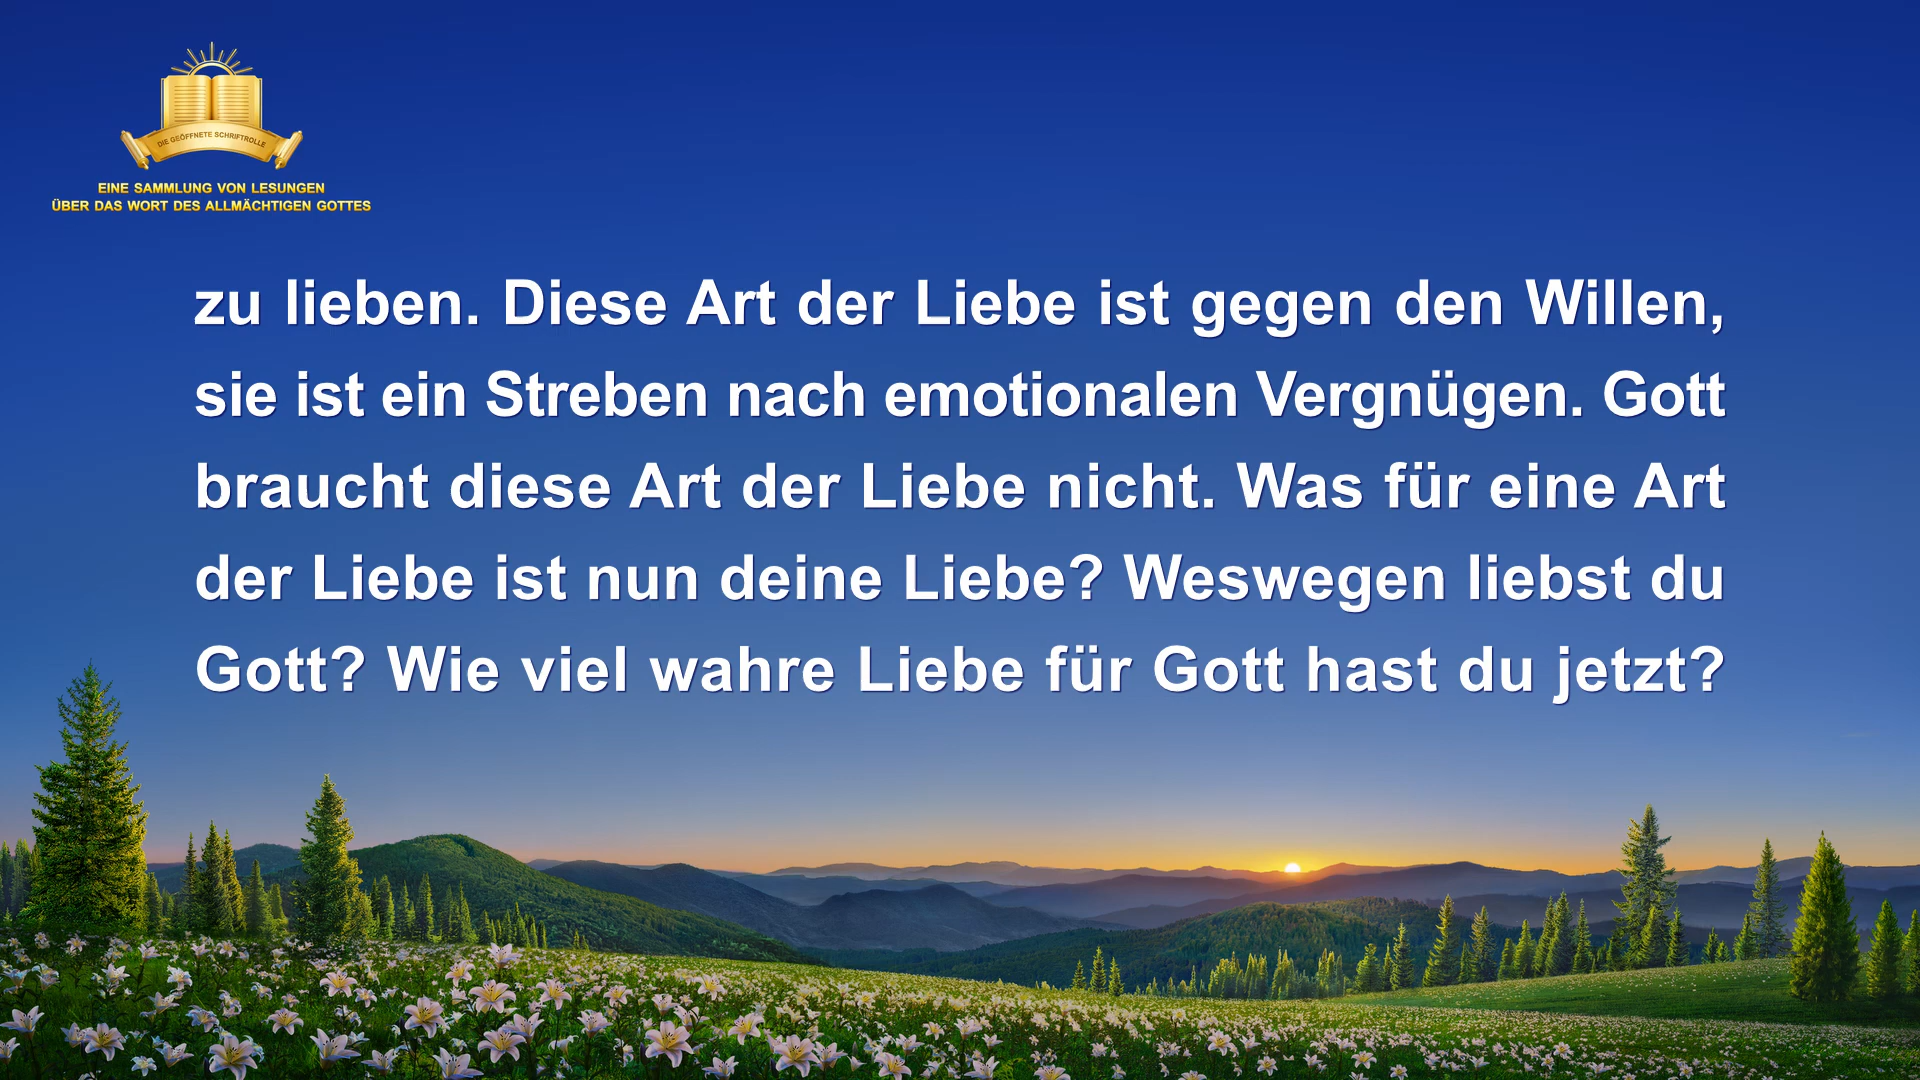 DIE GEÖFFNETE SCHRIFTROLLE
EINE SAMMLUNG VON LESUNGEN
ÜBER DAS WORT DES ALLMÄCHTIGEN GOTTES
zu lieben. Diese Art der Liebe ist gegen den Willen,
sie ist ein Streben nach emotionalen Vergnügen. Gott
braucht diese Art der Liebe nicht. Was für eine Art
der Liebe ist nun deine Liebe? Weswegen liebst du
Gott? Wie viel wahre Liebe für Gott hast du jetzt?